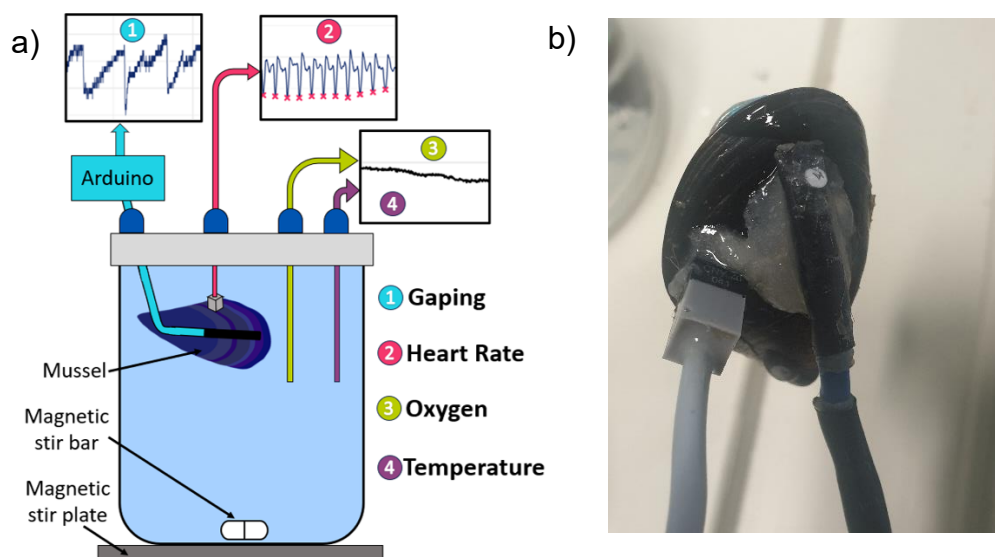 a)
1
2
b)
3
Arduino
4
1 Gaping
2 Heart Rate
Mussel
3 Oxygen
Magnetic
stir bar
4 Temperature
Magnetic
stir plate